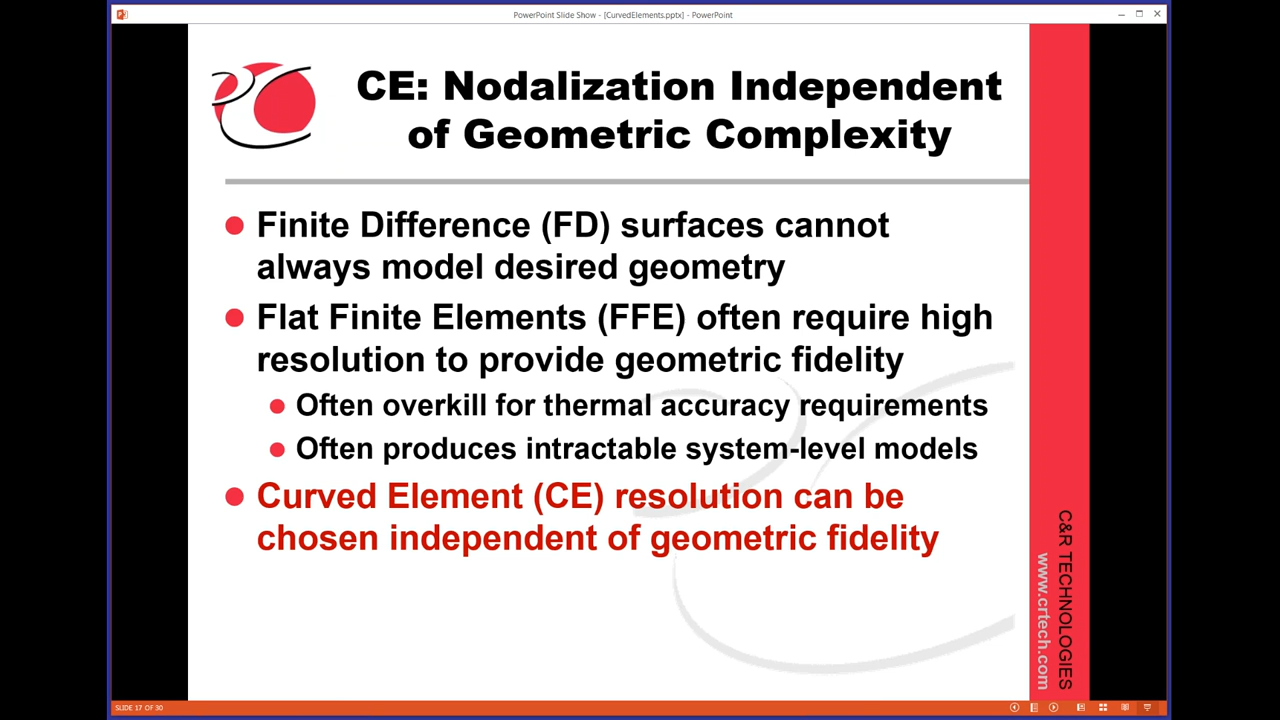 PowerPoint Slide Show - [CurvedElements.pptx] - PowerPoint
CE: Nodalization Independent
of Geometric Complexity
Finite Difference (FD) surfaces cannot
always model desired geometry
Flat Finite Elements (FFE) often require high
resolution to provide geometric fidelity
Often overkill for thermal accuracy requirements
Often produces intractable system-level models
Curved Element (CE) resolution can be
chosen independent of geometric fidelity
C&R TECHNOLOGIES
www.crtech.com
SLIDE 17 OF 30